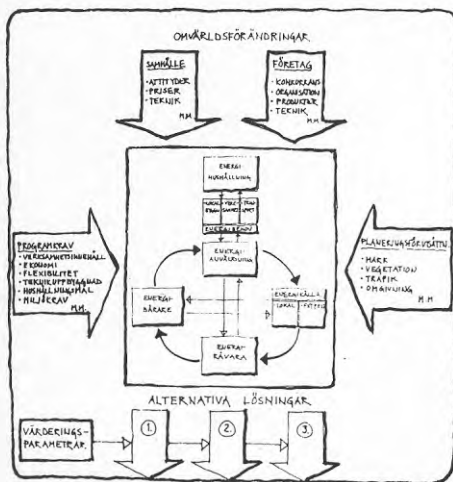 OMVÄRLDSFÖRÄNDRINGAR
SAMHÄLLE
• ATTITYDER
• PRISER
• TEKNIK
M.M.
FÖRETAG
• KONKURRENS
• ORGANISATION
• PRODUKTER
• TEKNIK
M.M.
ENERGI
HUSHÅLLNING
ENERGIBEHOV
ENERGI
ENERGI
BÄRARE
ENERGIKÄLLA
LOKAL
EXTERN
ENERGI
RÅVARA
PROGRAMKRAV
• VERKSAMHETSINNEHÅLL
• EKONOMI
• FLEXIBILITET
• TEKNIKUPPBYGGNAD
• HUSHÅLLNINGSMÅL
• MILJÖKRAV
M.M.
• MARK
• VEGETATION
• TRAFIK
• OMGIVNING
M.M
ALTERNATIVA LÖSNINGAR
VÄRDERINGS-
PARAMETRAR
1.
2.
3.